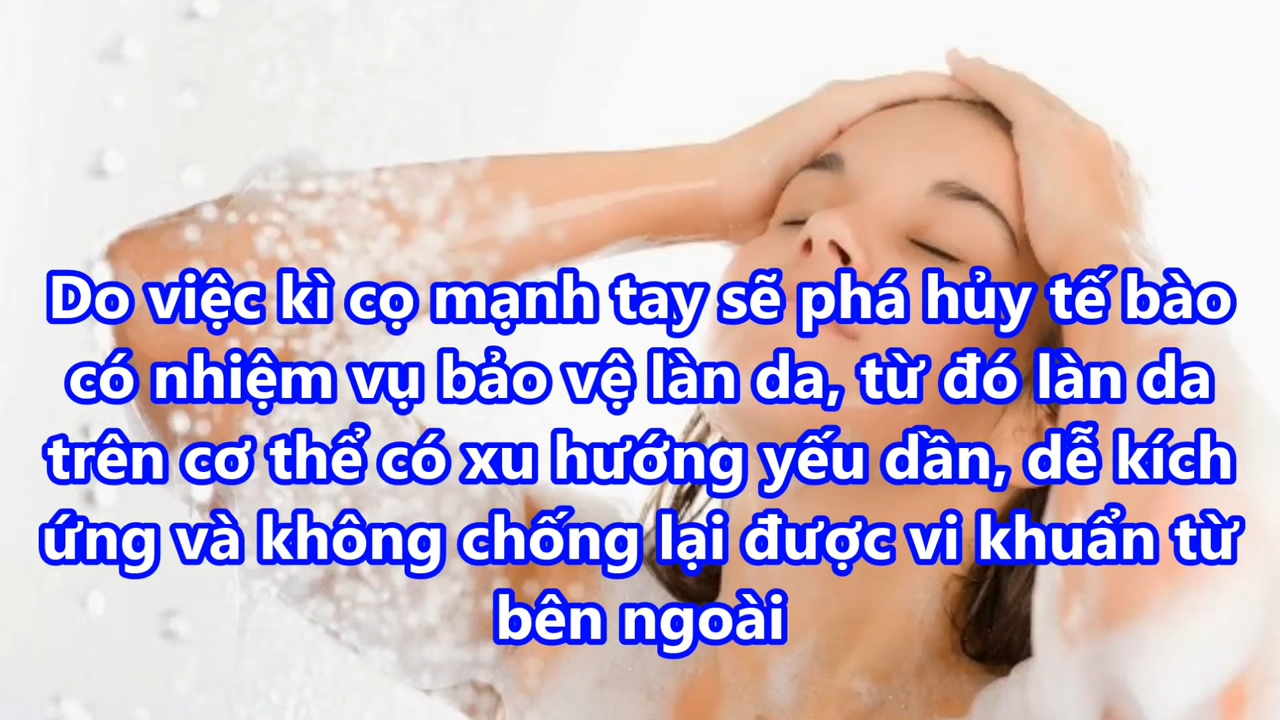 Do việc kì cọ mạnh tay sẽ phá hủy tế bào
có nhiệm vụ bảo vệ làn da, từ đó làn da
trên cơ thể có xu hướng yếu dần, dễ kích
ứng và không chống lại được vi khuẩn từ
bên ngoài